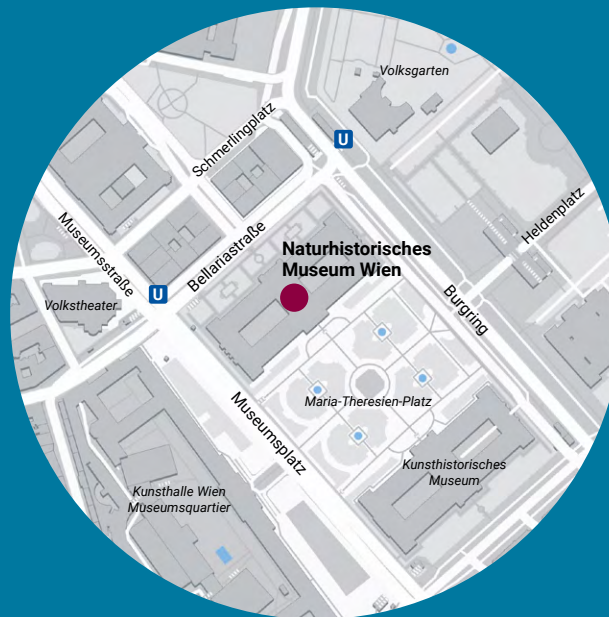 Volksgarten
Schmerlingplatz
U
Heldenplatz
Museumsstraße
Bellariastraße
Naturhistorisches
Museum Wien
U
Volkstheater
Burgring
Maria-Theresien-Platz
Museumsplatz
Kunsthistorisches
Museum
Kunsthalle Wien
Museumsquartier